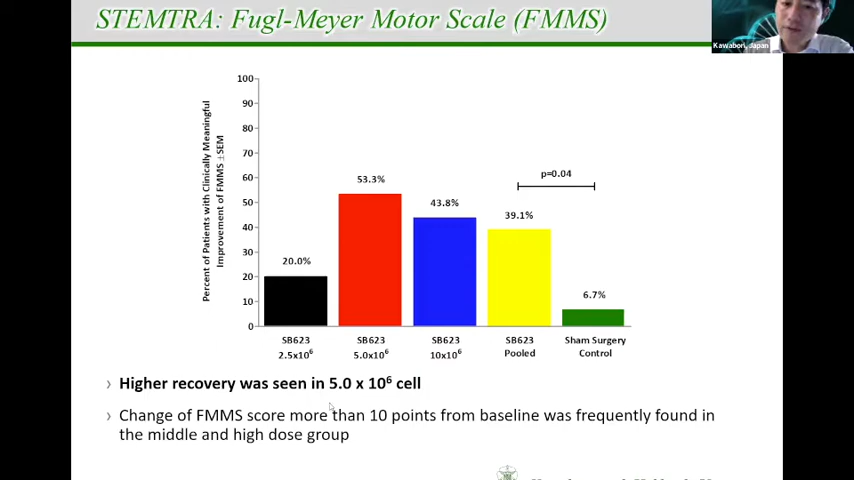 STEMTRA: Fugl-Meyer Motor Scale (FMMS)
Kawabori, Japan
Percent of Patients with Clinically Meaningful
Improvement of FMMS ±SEM
100
90
80
70
60
50
40
30
20
10
0
20.0%
53.3%
43.8%
39.1%
6.7%
p=0.04
SB623
2.5x10⁶
SB623
5.0x10⁶
SB623
10x10⁶
SB623
Pooled
Sham Surgery
Control
› Higher recovery was seen in 5.0 x 10⁶ cell
› Change of FMMS score more than 10 points from baseline was frequently found in
the middle and high dose group